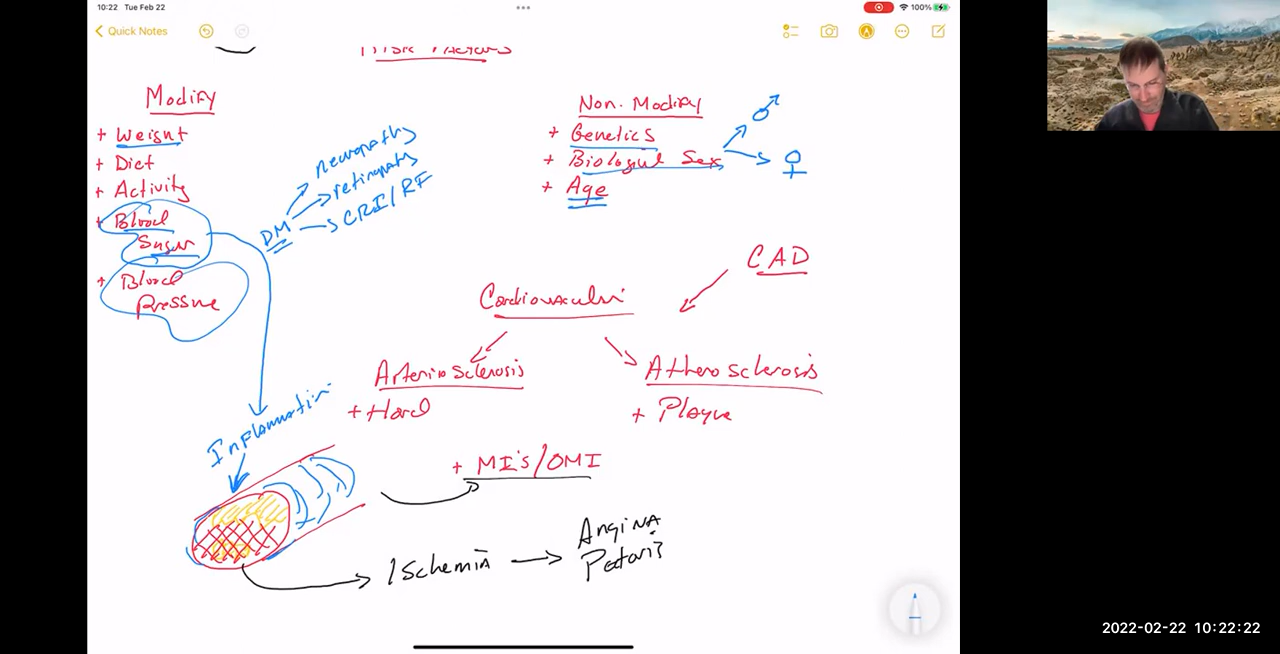 10:22 Tue Feb 22
100%
Quick Notes
Risk Factors
Modify
+ Weight
+ Diet
+ Activity
+ Blood
Sugar
+ Blood
Pressure
DM
neuropathy
retinopathy
CRI/RF
Non-Modify
+ Genetics
+ Biological Sex
+ Age
CAD
Cardiovascular
Arteriosclerosis
+ Hard
Atherosclerosis
+ Plaque
Inflammation
+ MI's/OMI
Ischemia
Angina
2022-02-22 10:22:22